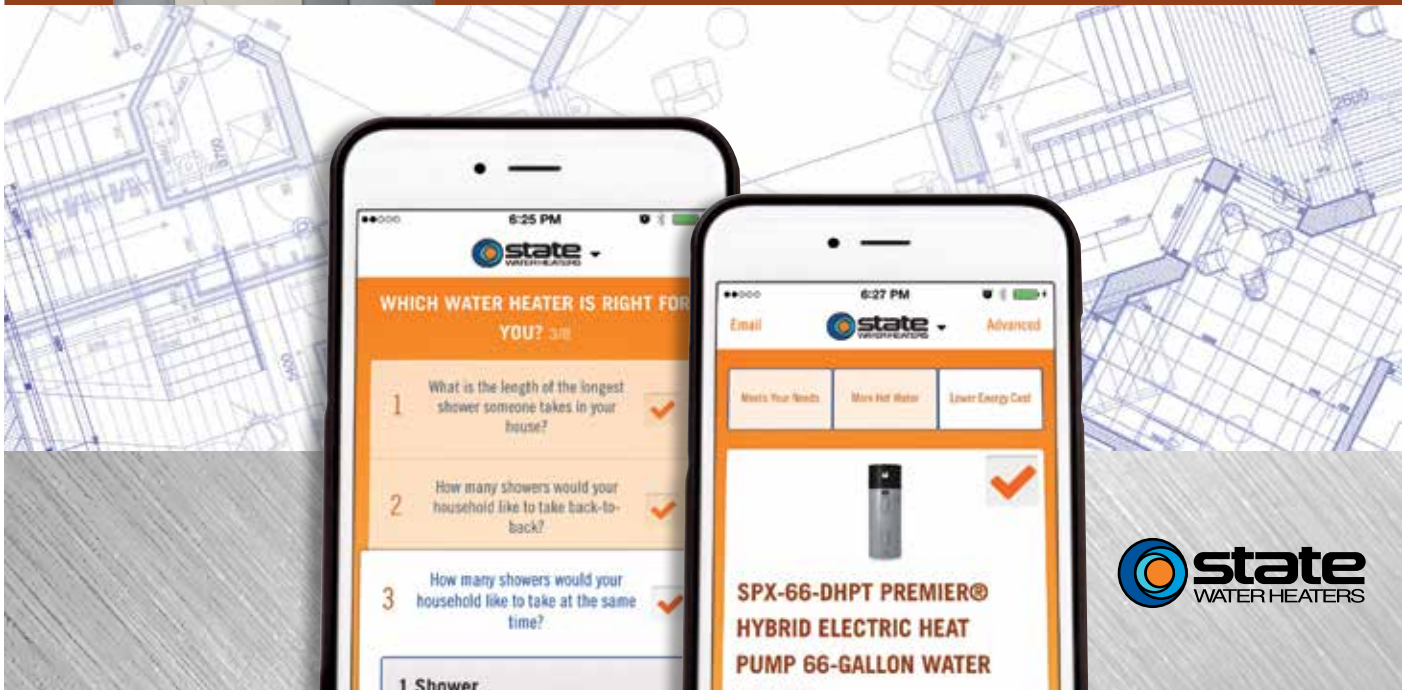 6:25 PM
state
WATER HEATERS
WHICH WATER HEATER IS RIGHT FOR
YOU? 3/8
1
What is the length of the longest
shower someone takes in your
house?
2
How many showers would your
household like to take back-to-
back?
3
How many showers would your
household like to take at the same
time?
1 Shower
6:27 PM
Email
state
WATER HEATERS
Advanced
Meets Your Needs
More Hot Water
Lower Energy Cost
SPX-66-DHPT PREMIER®
HYBRID ELECTRIC HEAT
PUMP 66-GALLON WATER
state
WATER HEATERS
2600